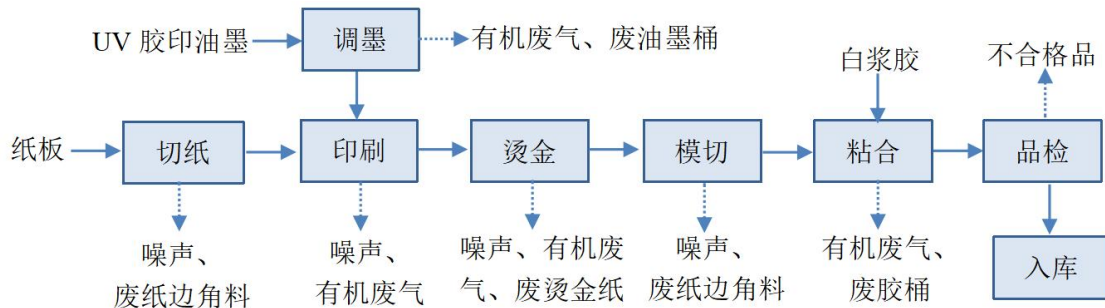 UV 胶印油墨
调墨
有机废气、废油墨桶
白浆胶
不合格品
纸板
切纸
印刷
烫金
模切
粘合
品检
噪声、
废纸边角料
噪声、
有机废气
噪声、有机废
气、废烫金纸
噪声、
废纸边角料
有机废气、
废胶桶
入库